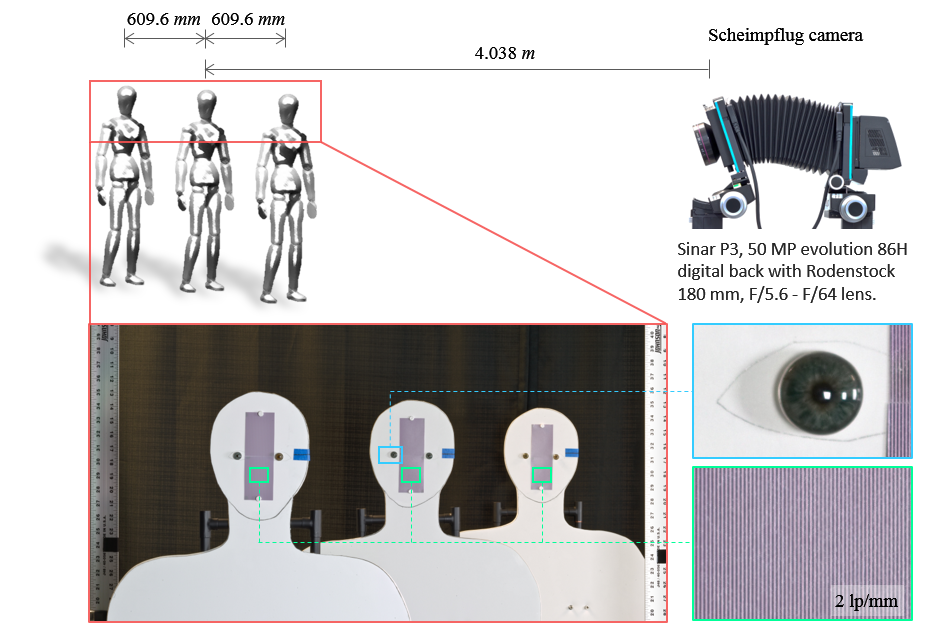 609.6 mm 609.6 mm
4.038 m
Scheimpflug camera
Sinar P3, 50 MP evolution 86H
digital back with Rodenstock
180 mm, F/5.6 - F/64 lens.
2 lp/mm